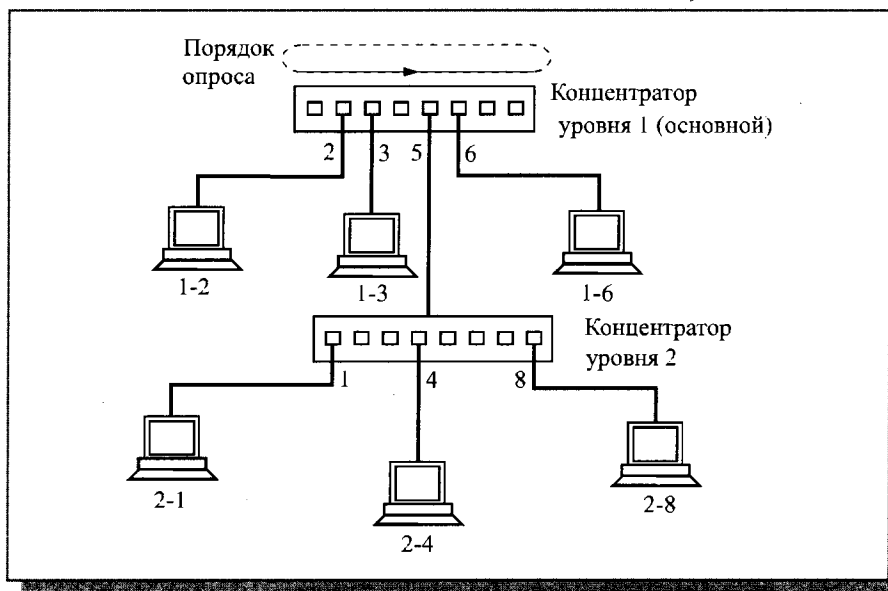 Порядок
опроса
Концентратор
уровня 1 (основной)
2 3 5 6
1-2
1-3
1-6
Концентратор
уровня 2
1 4 8
2-1
2-4
2-8